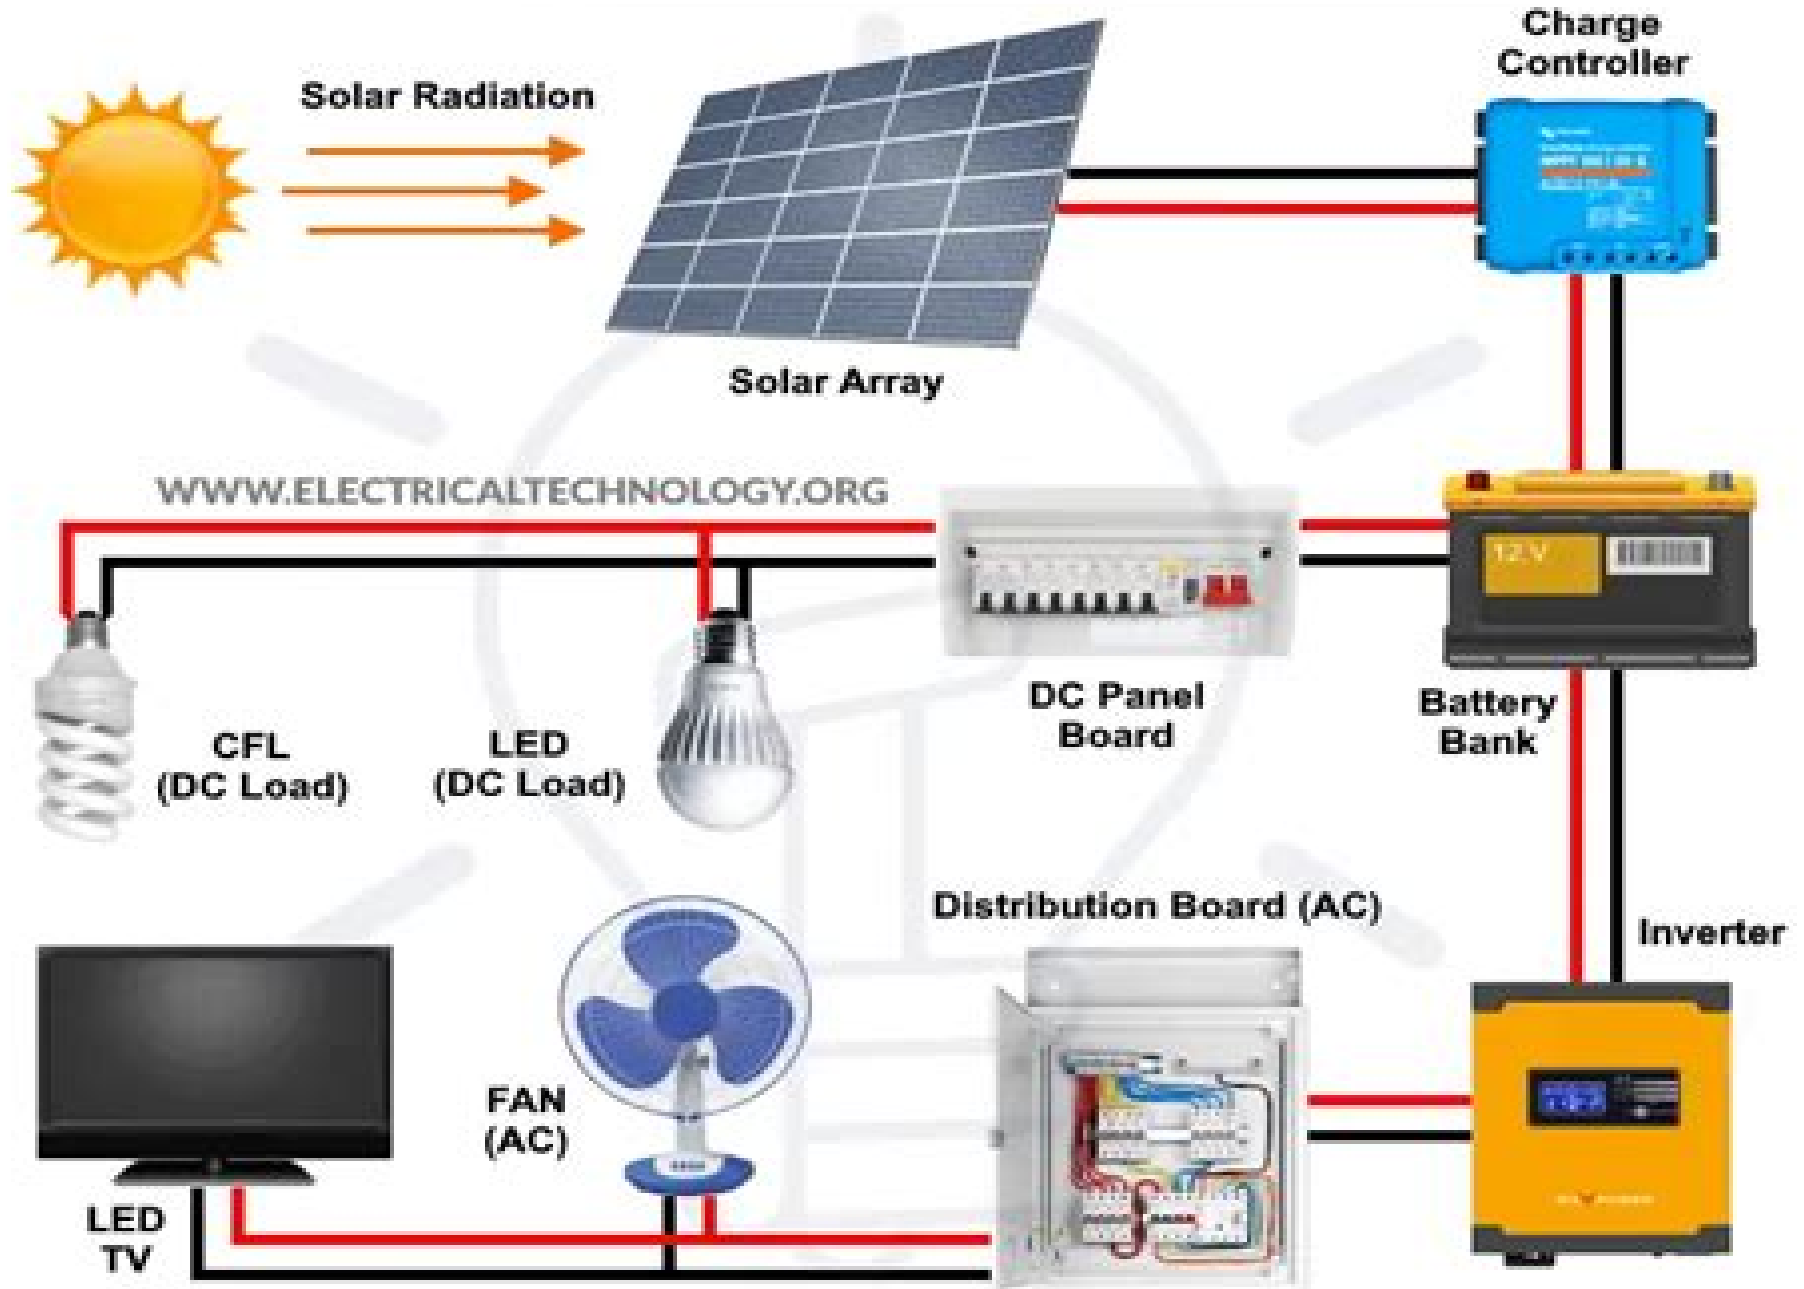 Charge
Controller
Solar Radiation
Solar Array
WWW.ELECTRICALTECHNOLOGY.ORG
12.V
DC Panel
Board
Battery
Bank
CFL
(DC Load)
LED
(DC Load)
Distribution Board (AC)
Inverter
FAN
(AC)
LED
TV